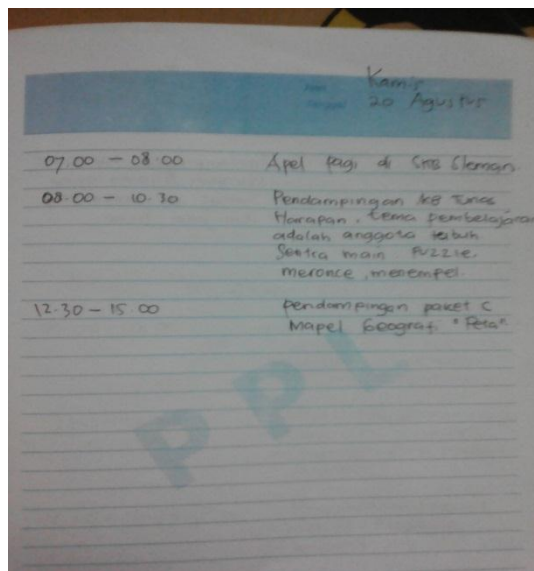 Kamis
20 Agustus
07.00 - 08.00 Apel pagi di SKB Sleman
08.00 - 10.30 Pendampingan KB Tunas
Harapan, tema pembelajaran
adalah anggota tubuh
Sentra main Puzzle,
meronce, menempel.
12.30 - 15.00 Pendampingan paket C
Mapel Geografi "Peta"
PPL